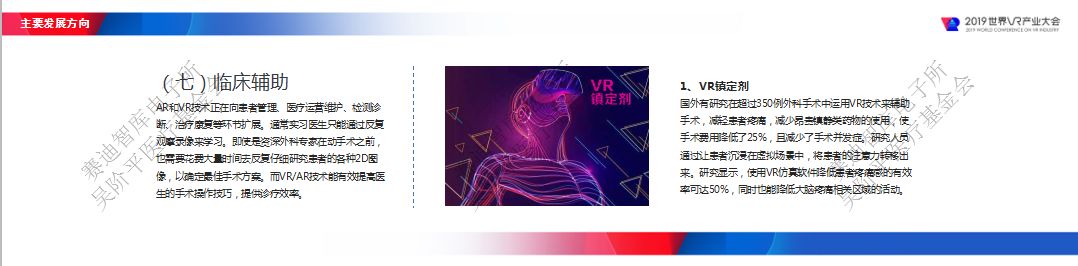 主要发展方向
2019世界VR产业大会
2019 WORLD CONFERENCE ON VR INDUSTRY
（七）临床辅助
AR和VR技术正在向患者管理、医疗运营维护、检测诊
断、治疗康复等环节扩展。通常实习医生只能通过反复
观摩录像来学习。即使是资深外科专家在动手术之前，
也需要花费大量时间去反复仔细研究患者的各种2D图
像，以确定最佳手术方案。而VR/AR技术能有效提高医
生的手术操作技巧，提供诊疗效率。
VR
镇定剂
1、VR镇定剂
国外有研究在超过350例外科手术中运用VR技术来辅助
手术，减轻患者疼痛，减少昂贵镇静类药物的使用，使
手术费用降低了25%，且减少了手术并发症。研究人员
通过让患者沉浸在虚拟场景中，将患者的注意力转移出
来。研究显示，使用VR仿真软件降低患者疼痛感的有效
率可达50%，同时也能降低大脑疼痛相关区域的活动。
赛迪智库电子所
吴阶平医疗基金会
赛迪智库电子所
吴阶平医疗基金会